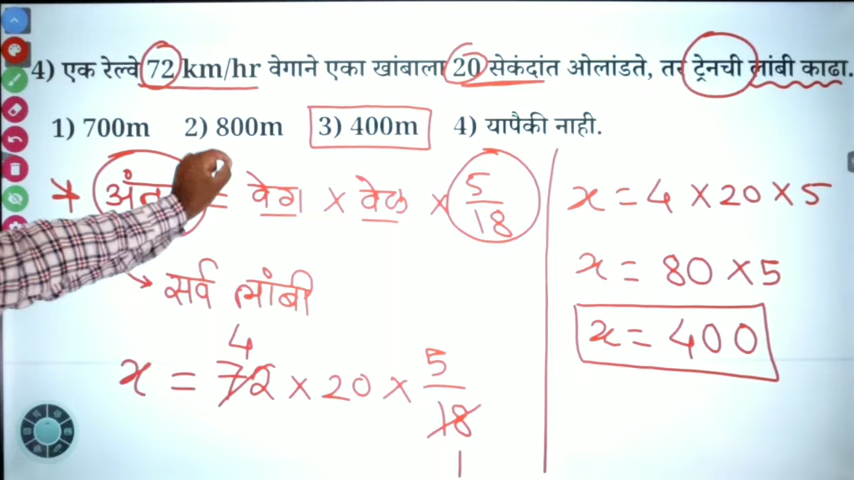 4) एक रेल्वे 72 km/hr वेगाने एका खांबाला 20 सेकंदांत ओलांडते, तर ट्रेनची लांबी काढा.
1) 700m 2) 800m 3) 400m 4) यापैकी नाही.
= वेग × वेळ × 5/18
सर्व लांबी
x = 72 × 20 × 5/18
4
1
x = 4 × 20 × 5
x = 80 × 5
x = 400